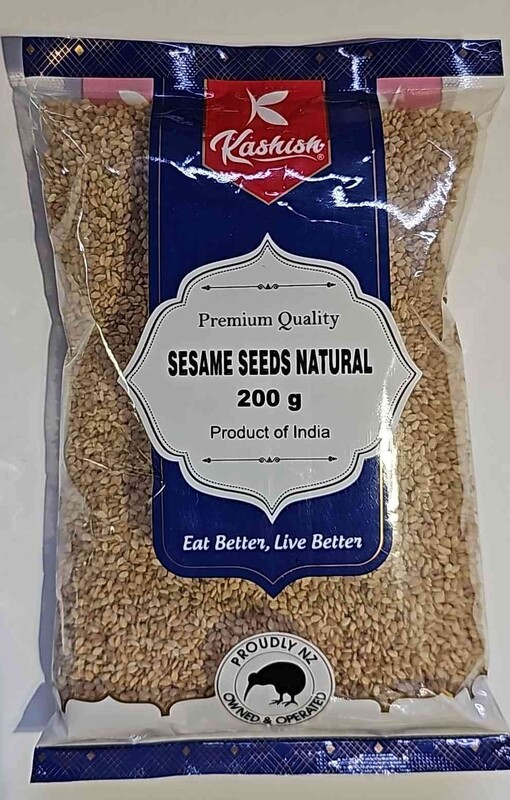 Kashish®
Premium Quality
SESAME SEEDS NATURAL
200 g
Product of India
Eat Better, Live Better
PROUDLY NZ
OWNED & OPERATED